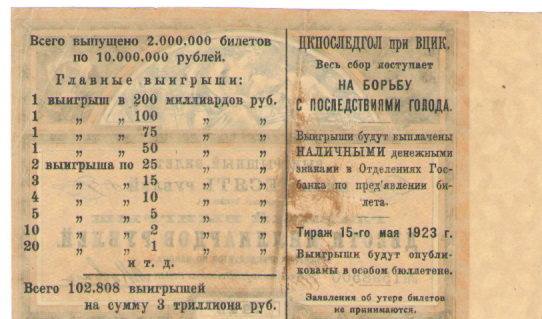 Всего выпущено 2.000.000 билетов
по 10.000.000 рублей.
Главные выигрыши:
1 выигрыш в 200 миллиардов руб.
1 „ „ 100 „ „
1 „ „ 75 „ „
1 „ „ 50 „ „
2 выигрыша по 25 „ „
3 „ „ 15 „ „
4 „ „ 10 „ „
5 „ „ 5 „ „
10 „ „ 2 „ „
20 „ „ 1 „ „
и т. д.
Всего 102.808 выигрышей
на сумму 3 триллиона руб.
ЦКПОСЛЕДГОЛ при ВЦИК.
Весь сбор поступает
НА БОРЬБУ
С ПОСЛЕДСТВИЯМИ ГОЛОДА.
Выигрыши будут выплачены
НАЛИЧНЫМИ денежными
знаками в Отделениях Гос-
банка по пред'явлении би-
лета.
Тираж 15-го мая 1923 г.
Выигрыши будут опубли-
кованы в особом бюллетене.
Заявления об утере билетов
не принимаются.